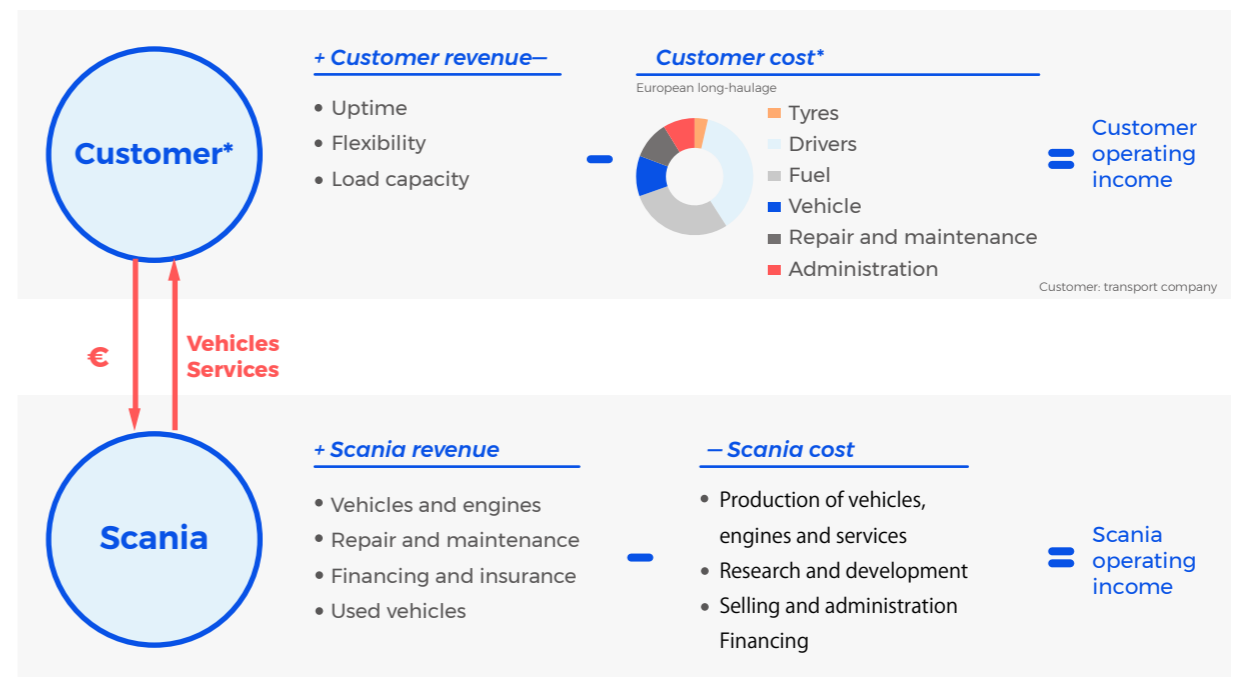 Customer*
+ Customer revenue—
• Uptime
• Flexibility
• Load capacity
Customer cost*
European long-haulage
Tyres
Drivers
Fuel
Vehicle
Repair and maintenance
Administration
Customer
operating
income
Customer: transport company
€
Vehicles
Services
Scania
+ Scania revenue
• Vehicles and engines
• Repair and maintenance
• Financing and insurance
• Used vehicles
— Scania cost
• Production of vehicles,
engines and services
• Research and development
• Selling and administration
Financing
Scania
operating
income